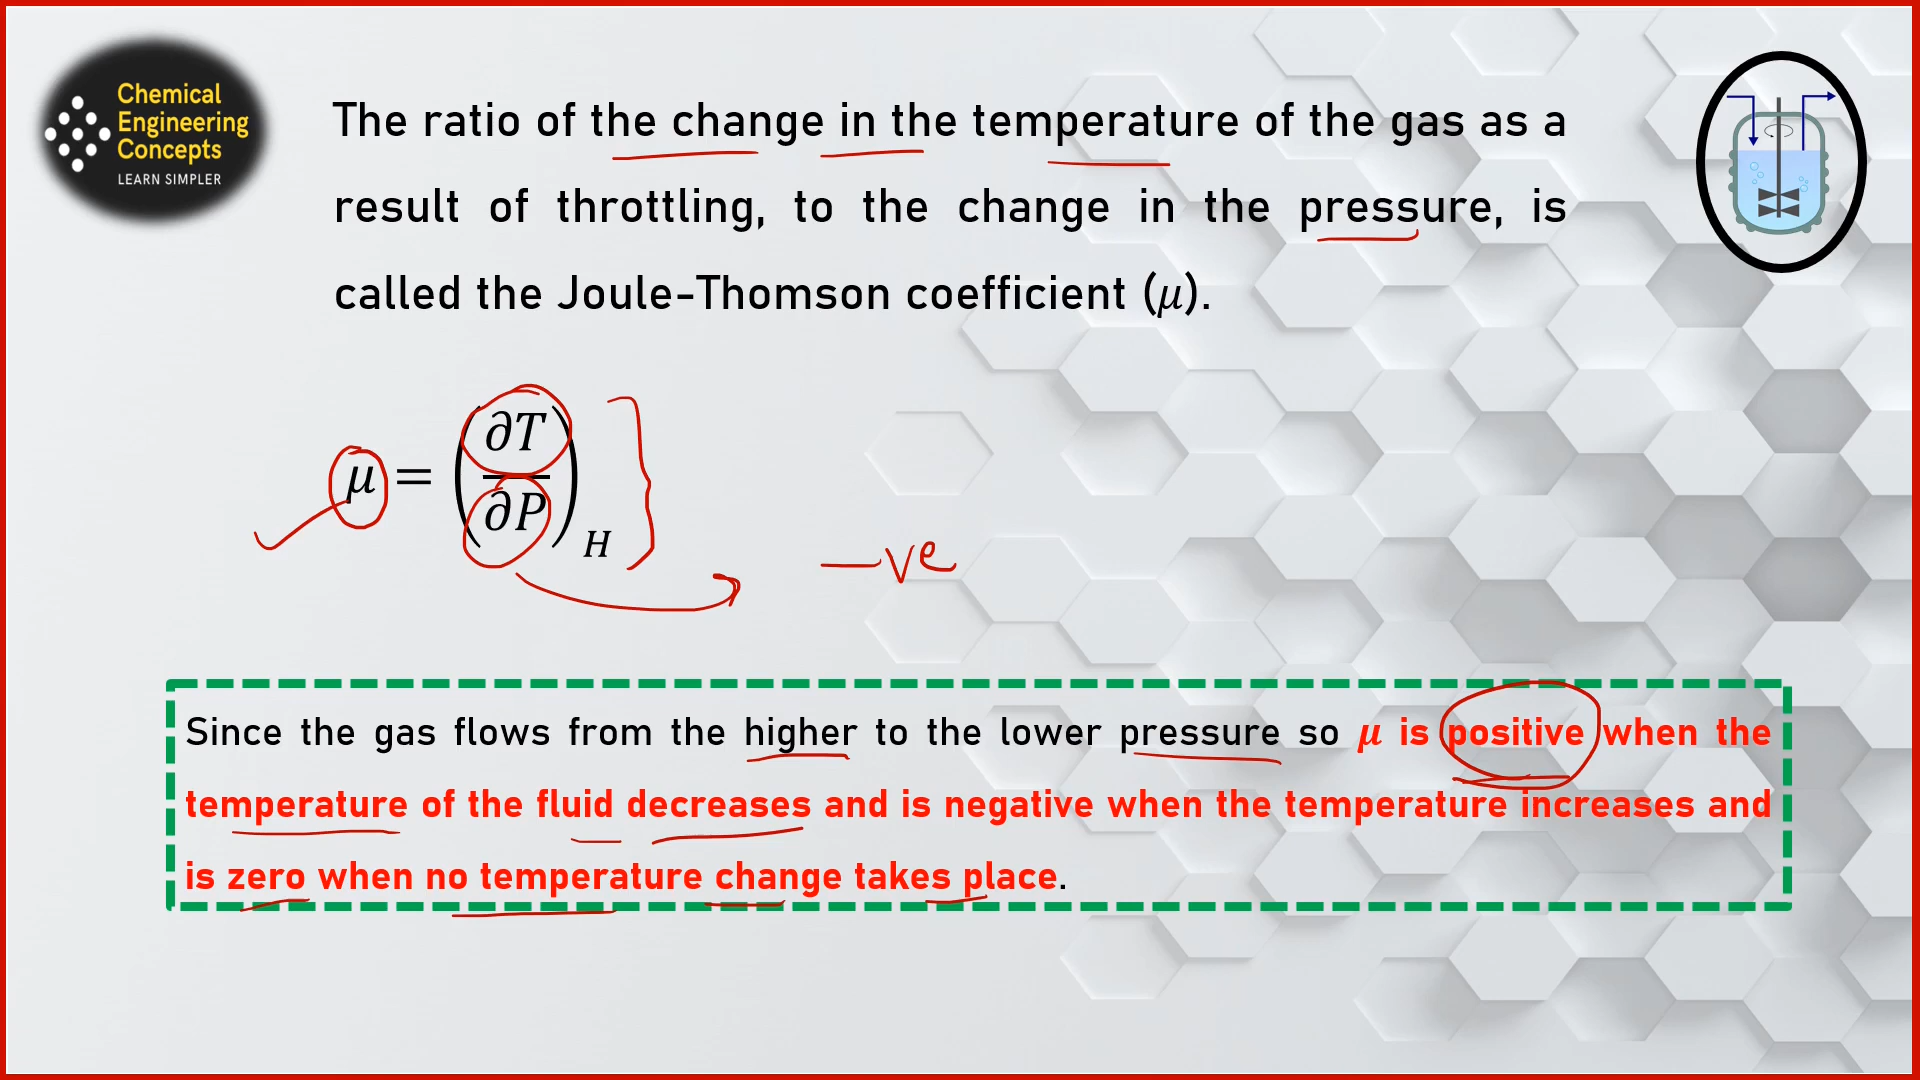 Chemical
Engineering
Concepts
LEARN SIMPLER
The ratio of the change in the temperature of the gas as a
result of throttling, to the change in the pressure, is
called the Joule-Thomson coefficient (μ).
μ = (∂T/∂P)_H
-ve
Since the gas flows from the higher to the lower pressure so μ is positive when the
temperature of the fluid decreases and is negative when the temperature increases and
is zero when no temperature change takes place.